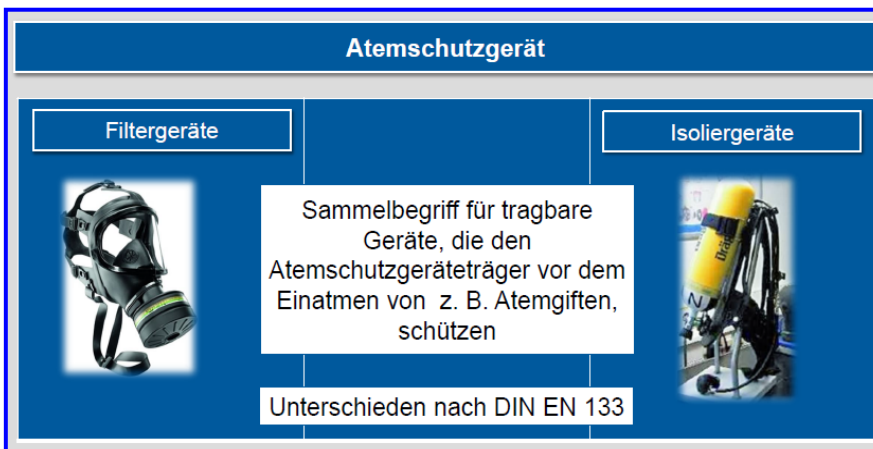 Atemschutzgerät
Filtergeräte
Isoliergeräte
Sammelbegriff für tragbare
Geräte, die den
Atemschutzgeräteträger vor dem
Einatmen von z. B. Atemgiften,
schützen
Dräg
Unterschieden nach DIN EN 133